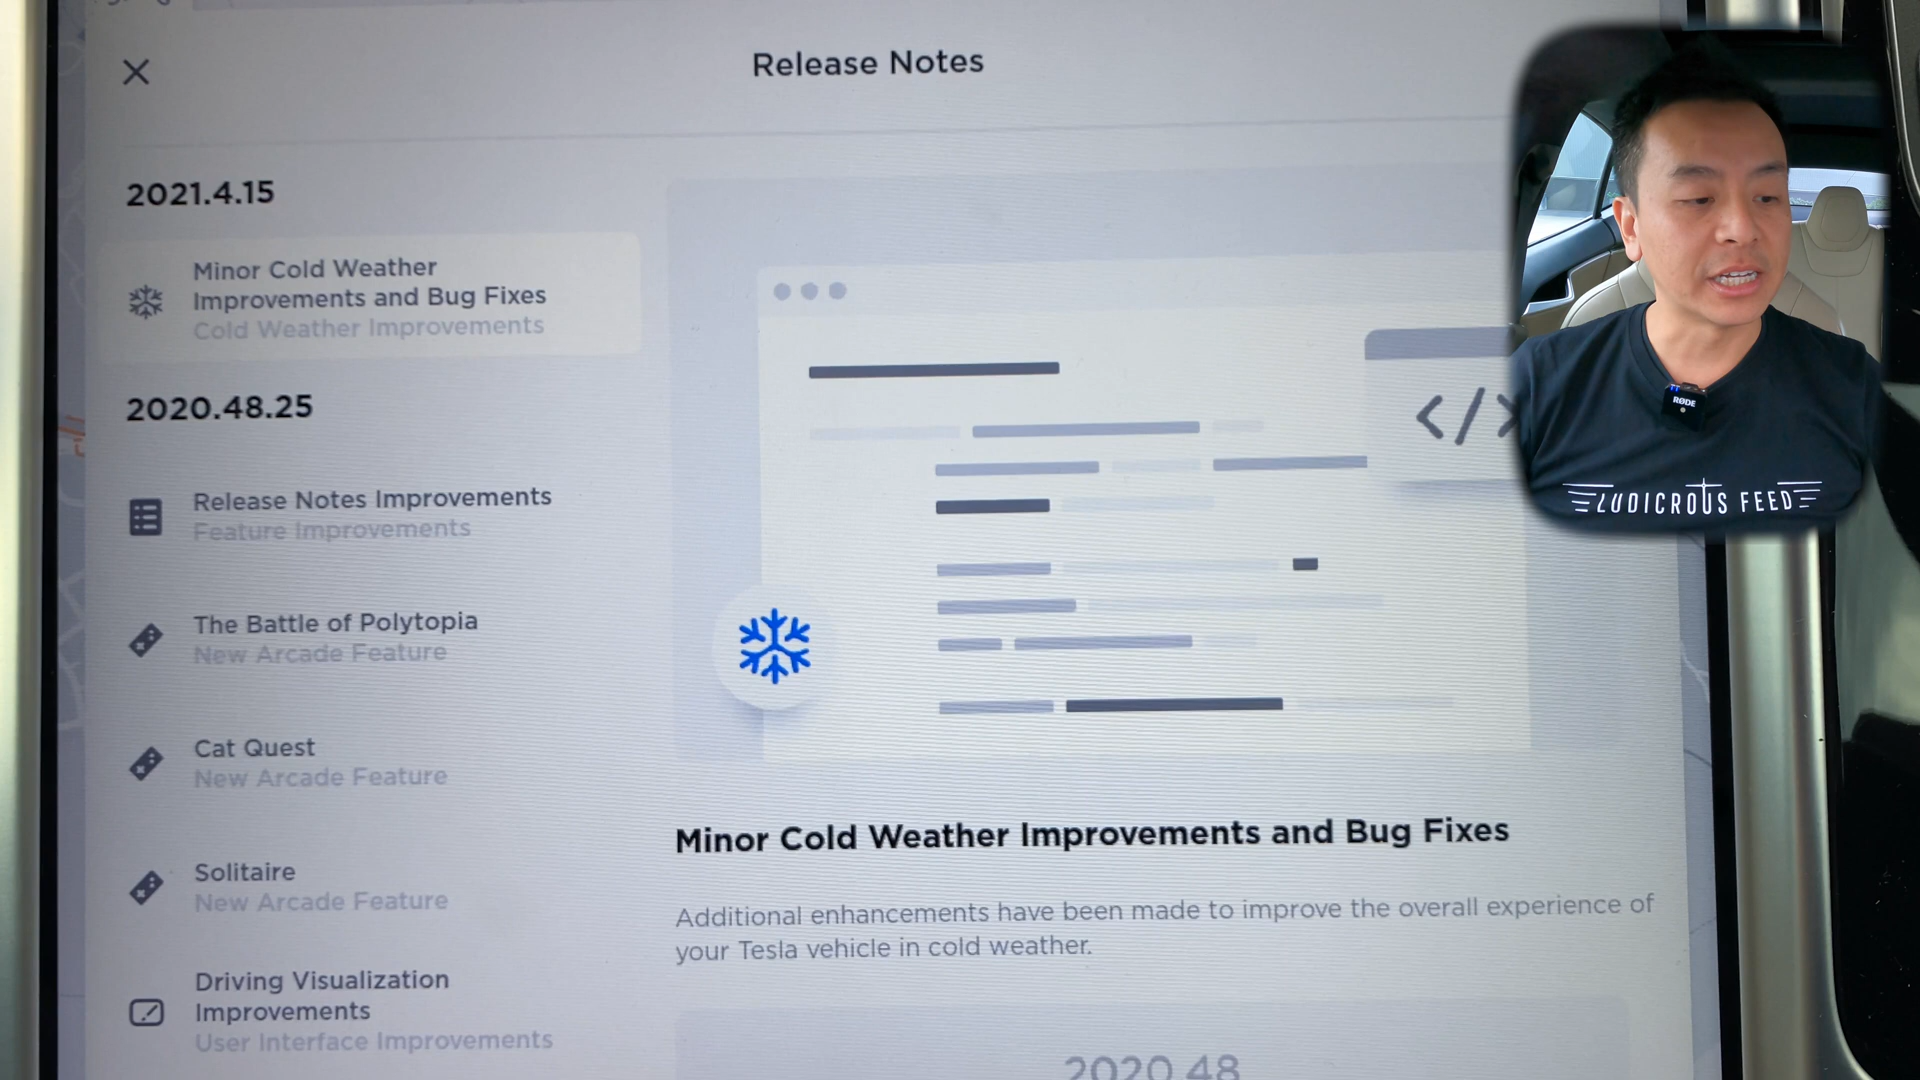 Release Notes
2021.4.15
Minor Cold Weather
Improvements and Bug Fixes
Cold Weather Improvements
2020.48.25
Release Notes Improvements
Feature Improvements
The Battle of Polytopia
New Arcade Feature
Cat Quest
New Arcade Feature
Solitaire
New Arcade Feature
Driving Visualization
Improvements
User Interface Improvements
</>
Minor Cold Weather Improvements and Bug Fixes
Additional enhancements have been made to improve the overall experience of
your Tesla vehicle in cold weather.
2020.48
RØDE
LUDICROUS FEED